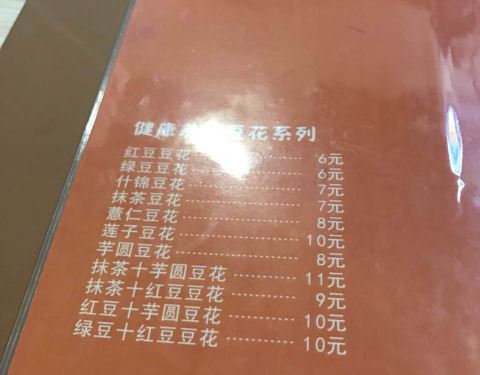 健康 豆花系列
红豆豆花 6元
绿豆豆花 6元
什锦豆花 7元
抹茶豆花 7元
薏仁豆花 8元
莲子豆花 10元
芋圆豆花 8元
抹茶十芋圆豆花 11元
抹茶十红豆豆花 9元
红豆十芋圆豆花 10元
绿豆十红豆豆花 10元